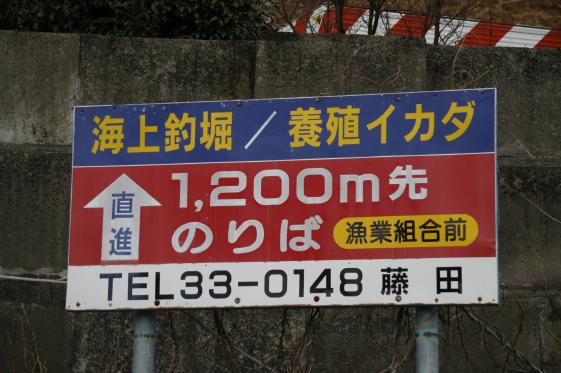 海上釣堀／養殖イカダ
直進
1,200m先
のりば 漁業組合前
TEL33-0148 藤田